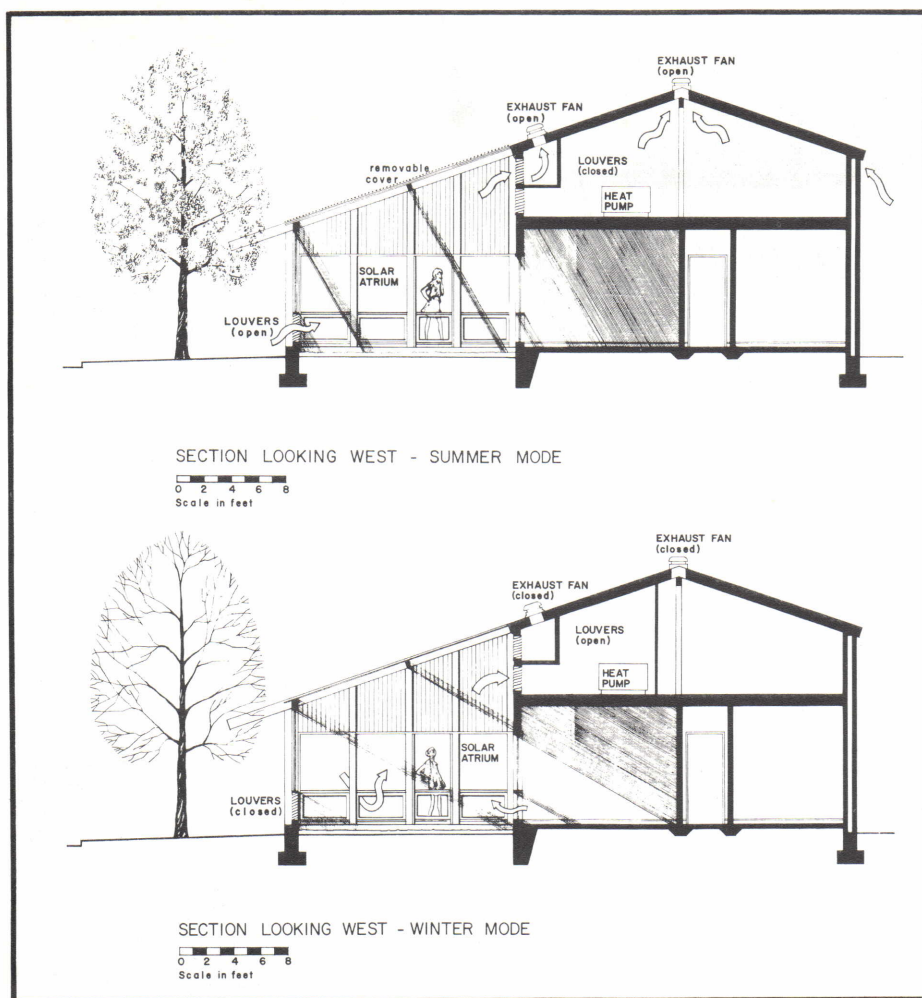 EXHAUST FAN
(open)
EXHAUST FAN
(open)
removable
cover
LOUVERS
(closed)
HEAT
PUMP
SOLAR
ATRIUM
LOUVERS
(open)
SECTION LOOKING WEST - SUMMER MODE
0 2 4 6 8
Scale in feet
EXHAUST FAN
(closed)
EXHAUST FAN
(closed)
LOUVERS
(open)
HEAT
PUMP
SOLAR
ATRIUM
LOUVERS
(closed)
SECTION LOOKING WEST - WINTER MODE
0 2 4 6 8
Scale in feet